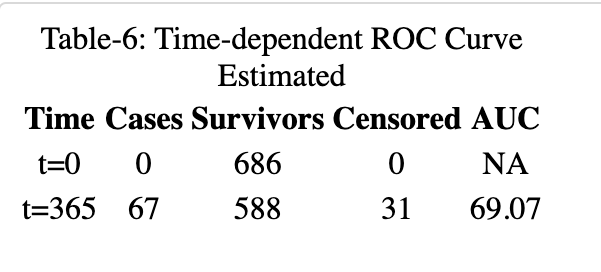 Table-6: Time-dependent ROC Curve
Estimated
Time Cases Survivors Censored AUC
t=0 0 686 0 NA
t=365 67 588 31 69.07